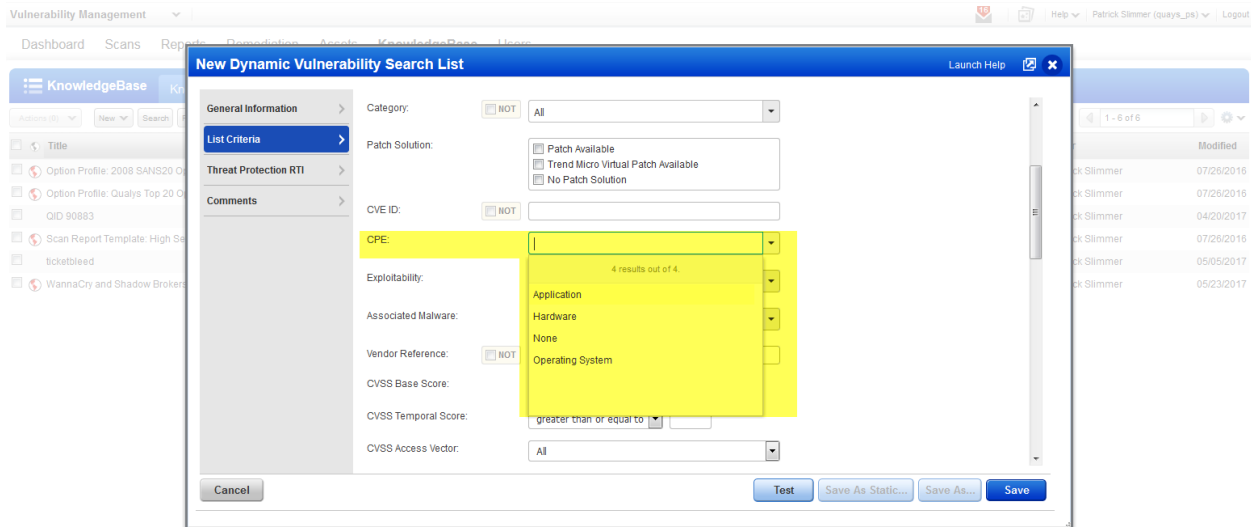 Vulnerability Management
16
Help
Patrick Slimmer (quays_ps)
Logout
Dashboard Scans Reports Remediation Assets KnowledgeBase Users
KnowledgeBase
New Search
1 - 6 of 6
Title
Modified
Option Profile: 2008 SANS20
ck Slimmer 07/26/2016
Option Profile: Qualys Top 20
ck Slimmer 07/26/2016
QID 90883
ck Slimmer 04/20/2017
Scan Report Template: High
ck Slimmer 07/26/2016
ticketbleed
ck Slimmer 05/05/2017
WannaCry and Shadow
ck Slimmer 05/23/2017
New Dynamic Vulnerability Search List
Launch Help
General Information
List Criteria
Threat Protection RTI
Comments
Category: NOT All
Patch Solution:
Patch Available
Trend Micro Virtual Patch Available
No Patch Solution
CVE ID: NOT
CPE:
4 results out of 4.
Application
Hardware
None
Operating System
Exploitability:
Associated Malware:
Vendor Reference: NOT
CVSS Base Score:
CVSS Temporal Score: greater than or equal to
CVSS Access Vector: All
Cancel
Test
Save As Static...
Save As...
Save